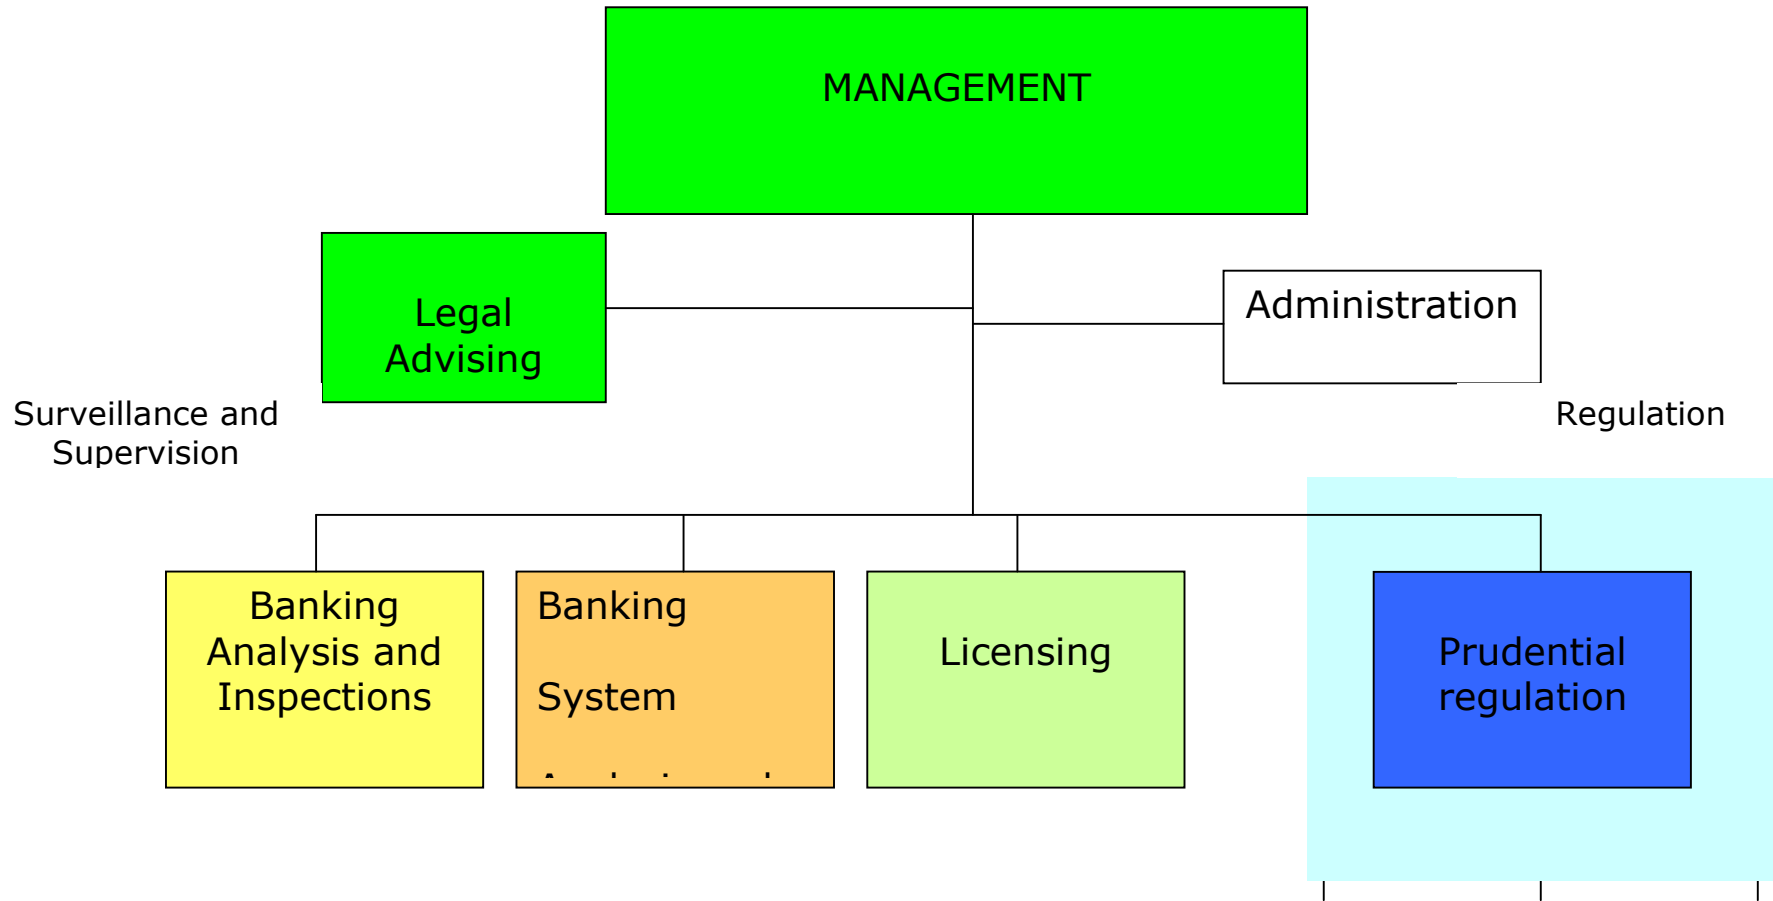 MANAGEMENT
Legal
Advising
Administration
Surveillance and
Supervision
Regulation
Banking
Analysis and
Inspections
Banking
System
Licensing
Prudential
regulation